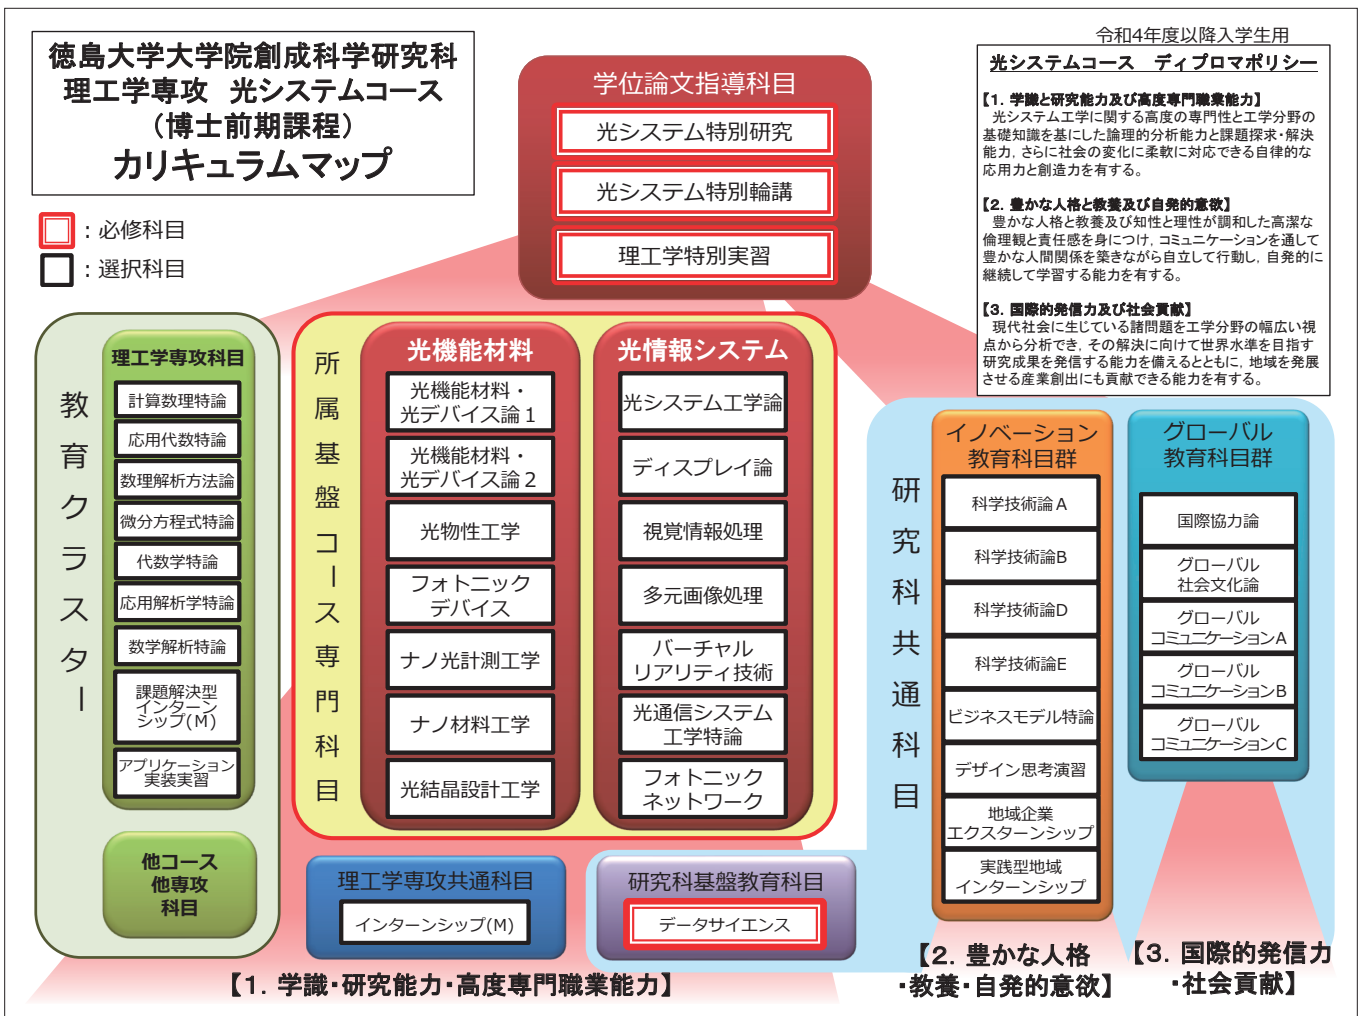 徳島大学大学院創成科学研究科
理工学専攻 光システムコース
（博士前期課程）
カリキュラムマップ
：必修科目
：選択科目
学位論文指導科目
光システム特別研究
光システム特別輪講
理工学特別実習
令和4年度以降入学生用
光システムコース ディプロマポリシー
【1．学識と研究能力及び高度専門職業能力】
光システム工学に関する高度の専門性と工学分野の
基礎知識を基にした論理的分析能力と課題探求・解決
能力，さらに社会の変化に柔軟に対応できる自律的な
応用力と創造力を有する。
【2．豊かな人格と教養及び自発的意欲】
豊かな人格と教養及び知性と理性が調和した高潔な
倫理観と責任感を身につけ，コミュニケーションを通して
豊かな人間関係を築きながら自立して行動し，自発的に
継続して学習する能力を有する。
【3．国際的発信力及び社会貢献】
現代社会に生じている諸問題を工学分野の幅広い視
点から分析でき，その解決に向けて世界水準を目指す
研究成果を発信する能力を備えるとともに，地域を発展
させる産業創出にも貢献できる能力を有する。
教育クラスター
理工学専攻科目
計算数理特論
応用代数特論
数理解析方法論
微分方程式特論
代数学特論
応用解析学特論
数学解析特論
課題解決型
インターン
シップ(M)
アプリケーション
実装実習
他コース
他専攻
科目
所属基盤コース専門科目
光機能材料
光機能材料・
光デバイス論１
光機能材料・
光デバイス論２
光物性工学
フォトニック
デバイス
ナノ光計測工学
ナノ材料工学
光結晶設計工学
光情報システム
光システム工学論
ディスプレイ論
視覚情報処理
多元画像処理
バーチャル
リアリティ技術
光通信システム
工学特論
フォトニック
ネットワーク
理工学専攻共通科目
インターンシップ(M)
研究科基盤教育科目
データサイエンス
研究科共通科目
イノベーション
教育科目群
科学技術論Ａ
科学技術論B
科学技術論D
科学技術論E
ビジネスモデル特論
デザイン思考演習
地域企業
エクスターンシップ
実践型地域
インターンシップ
グローバル
教育科目群
国際協力論
グローバル
社会文化論
グローバル
コミュニケーションA
グローバル
コミュニケーションB
グローバル
コミュニケーションC
【1．学識・研究能力・高度専門職業能力】
【2．豊かな人格
・教養・自発的意欲】
【3．国際的発信力
・社会貢献】